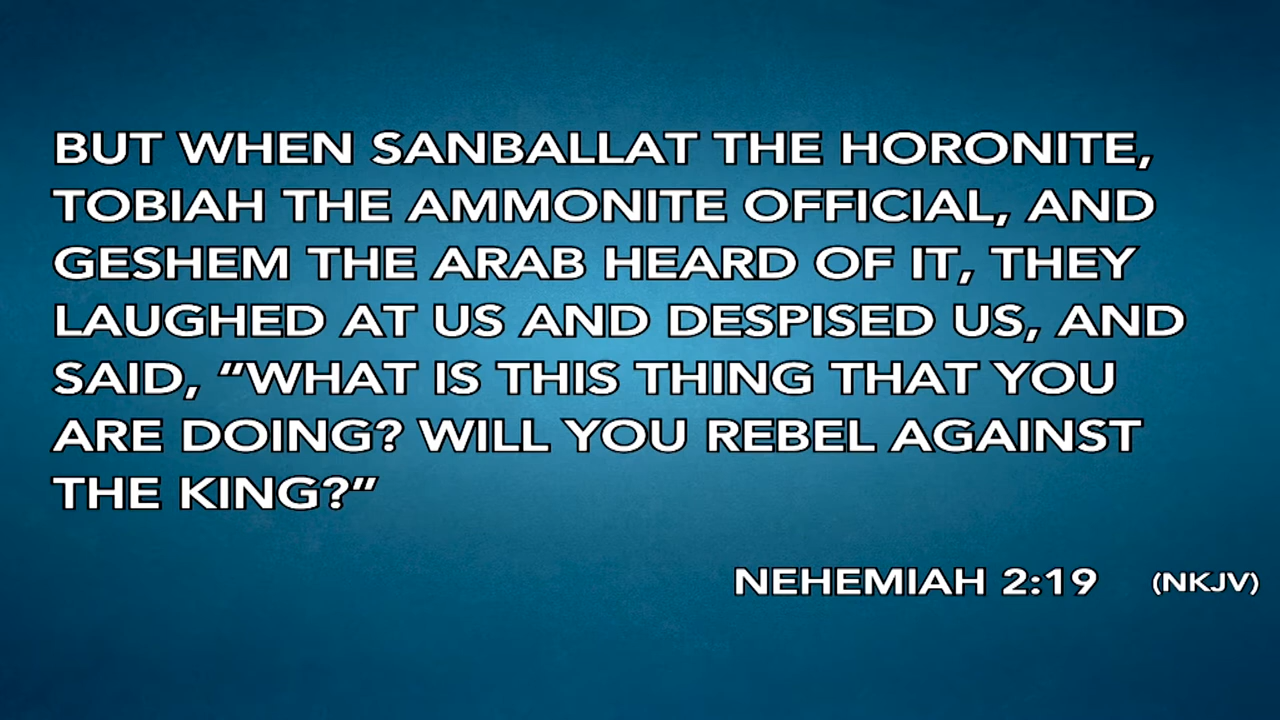 BUT WHEN SANBALLAT THE HORONITE,
TOBIAH THE AMMONITE OFFICIAL, AND
GESHEM THE ARAB HEARD OF IT, THEY
LAUGHED AT US AND DESPISED US, AND
SAID, “WHAT IS THIS THING THAT YOU
ARE DOING? WILL YOU REBEL AGAINST
THE KING?”
NEHEMIAH 2:19 (NKJV)